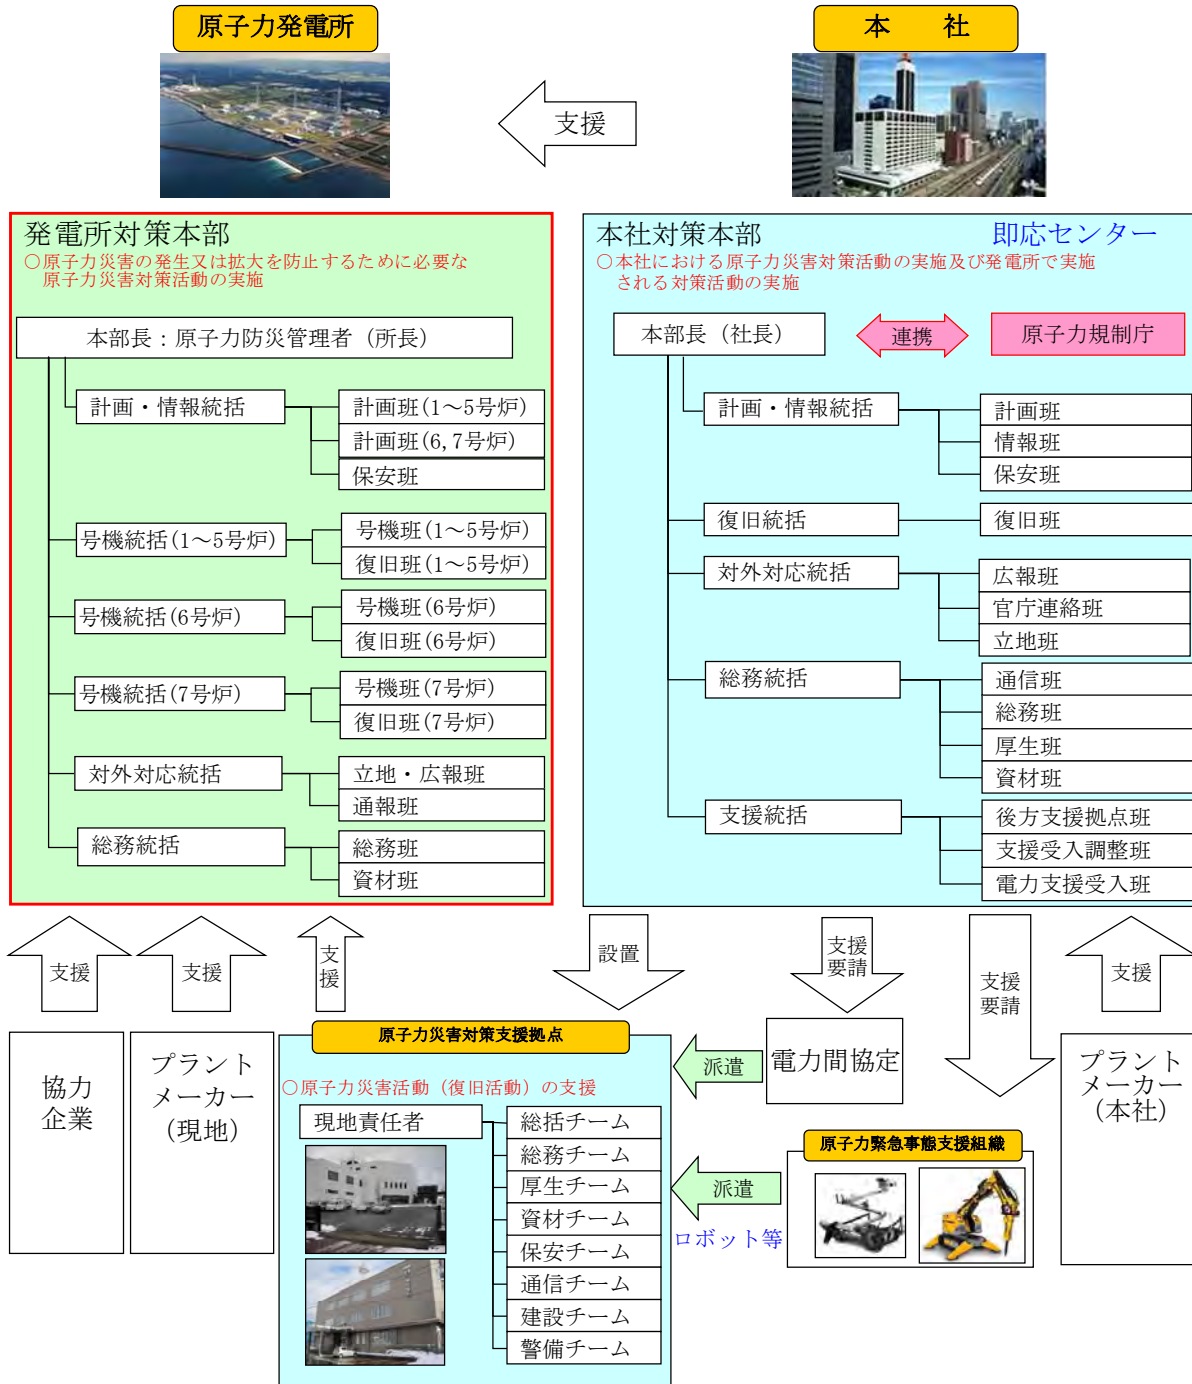 原子力発電所
本　社
支援
発電所対策本部
○原子力災害の発生又は拡大を防止するために必要な
原子力災害対策活動の実施
本部長：原子力防災管理者（所長）
計画・情報統括
計画班(1～5号炉)
計画班(6,7号炉)
保安班
号機統括(1～5号炉)
号機班(1～5号炉)
復旧班(1～5号炉)
号機統括(6号炉)
号機班(6号炉)
復旧班(6号炉)
号機統括(7号炉)
号機班(7号炉)
復旧班(7号炉)
対外対応統括
立地・広報班
通報班
総務統括
総務班
資材班
本社対策本部
即応センター
○本社における原子力災害対策活動の実施及び発電所で実施
される対策活動の実施
本部長（社長）
連携
原子力規制庁
計画・情報統括
計画班
情報班
保安班
復旧統括
復旧班
対外対応統括
広報班
官庁連絡班
立地班
総務統括
通信班
総務班
厚生班
資材班
支援統括
後方支援拠点班
支援受入調整班
電力支援受入班
支援
支援
支
援
設置
支援
要請
支援
要請
支援
協力
企業
プラント
メーカー
（現地）
原子力災害対策支援拠点
○原子力災害活動（復旧活動）の支援
現地責任者
総括チーム
総務チーム
厚生チーム
資材チーム
保安チーム
通信チーム
建設チーム
警備チーム
派遣
電力間協定
派遣
ロボット等
原子力緊急事態支援組織
プラント
メーカー
（本社）